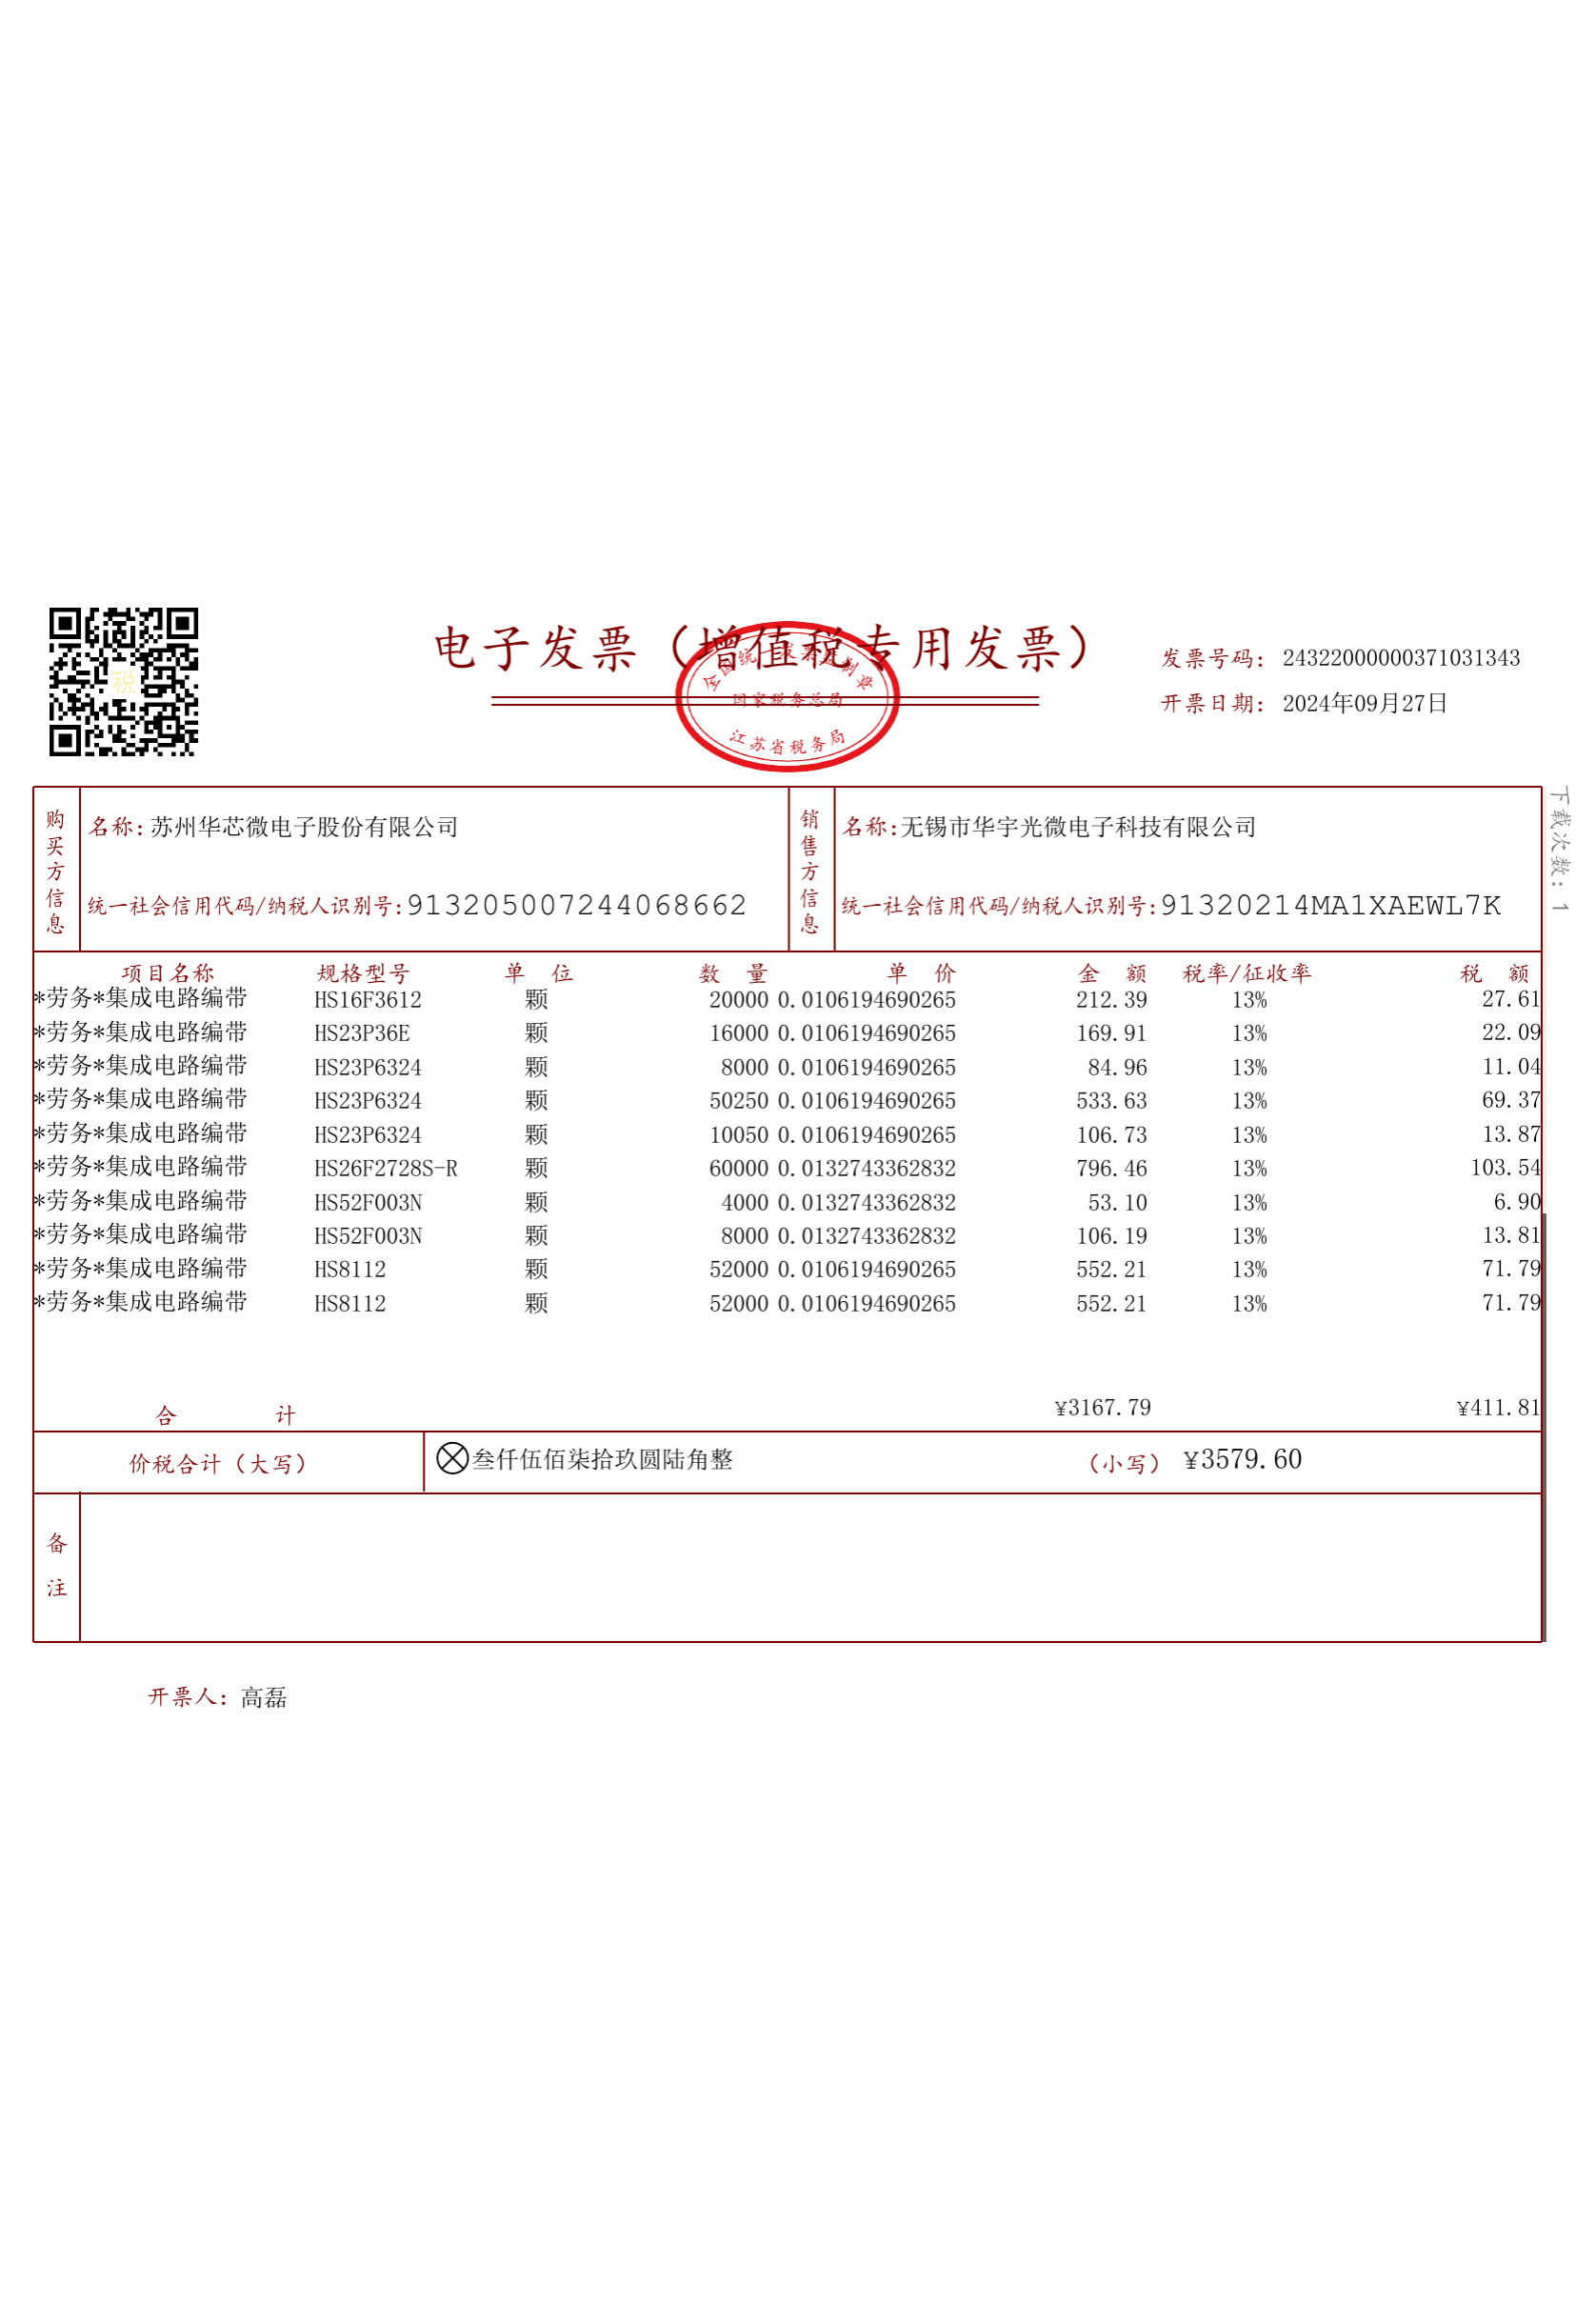 税
电子发票（增值税专用发票）
全国统一发票监制章
国家税务总局
江苏省税务局
发票号码：24322000000371031343
开票日期：2024年09月27日
下载次数：1
购买方信息
名称：苏州华芯微电子股份有限公司
统一社会信用代码/纳税人识别号：913205007244068662
销售方信息
名称：无锡市华宇光微电子科技有限公司
统一社会信用代码/纳税人识别号：91320214MA1XAEWL7K
项目名称 规格型号 单 位 数 量 单 价 金 额 税率/征收率 税 额
*劳务*集成电路编带 HS16F3612 颗 20000 0.0106194690265 212.39 13% 27.61
*劳务*集成电路编带 HS23P36E 颗 16000 0.0106194690265 169.91 13% 22.09
*劳务*集成电路编带 HS23P6324 颗 8000 0.0106194690265 84.96 13% 11.04
*劳务*集成电路编带 HS23P6324 颗 50250 0.0106194690265 533.63 13% 69.37
*劳务*集成电路编带 HS23P6324 颗 10050 0.0106194690265 106.73 13% 13.87
*劳务*集成电路编带 HS26F2728S-R 颗 60000 0.0132743362832 796.46 13% 103.54
*劳务*集成电路编带 HS52F003N 颗 4000 0.0132743362832 53.10 13% 6.90
*劳务*集成电路编带 HS52F003N 颗 8000 0.0132743362832 106.19 13% 13.81
*劳务*集成电路编带 HS8112 颗 52000 0.0106194690265 552.21 13% 71.79
*劳务*集成电路编带 HS8112 颗 52000 0.0106194690265 552.21 13% 71.79
合 计 ¥3167.79 ¥411.81
价税合计（大写） 叁仟伍佰柒拾玖圆陆角整 （小写） ¥3579.60
备注
开票人：高磊